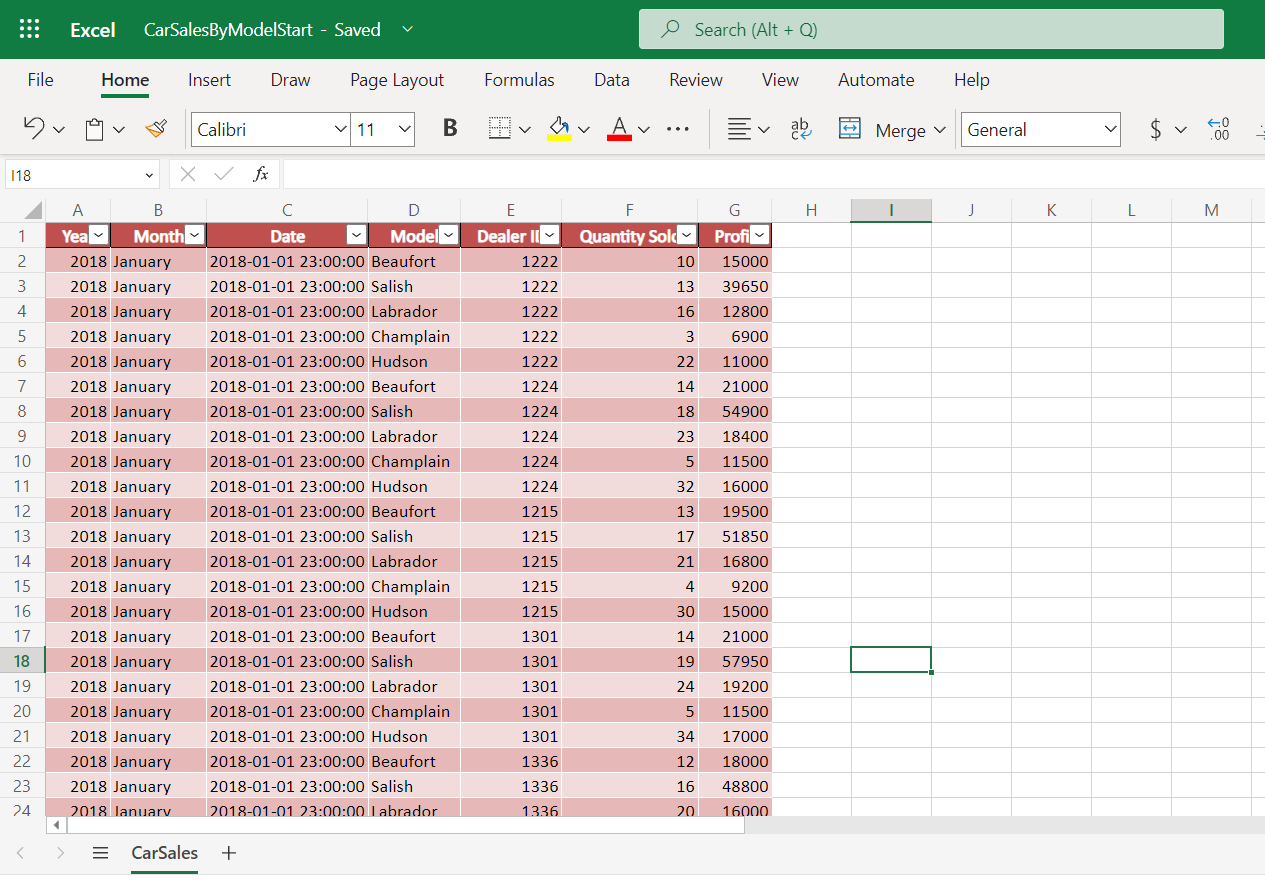 Excel CarSalesByModelStart - Saved Search (Alt + Q)
File Home Insert Draw Page Layout Formulas Data Review View Automate Help
Calibri 11 B A ... ab Merge General $ .00
I18 fx
A B C D E F G H I J K L M
1 Yea Month Date Model Dealer I Quantity Sol Profi
2 2018 January 2018-01-01 23:00:00 Beaufort 1222 10 15000
3 2018 January 2018-01-01 23:00:00 Salish 1222 13 39650
4 2018 January 2018-01-01 23:00:00 Labrador 1222 16 12800
5 2018 January 2018-01-01 23:00:00 Champlain 1222 3 6900
6 2018 January 2018-01-01 23:00:00 Hudson 1222 22 11000
7 2018 January 2018-01-01 23:00:00 Beaufort 1224 14 21000
8 2018 January 2018-01-01 23:00:00 Salish 1224 18 54900
9 2018 January 2018-01-01 23:00:00 Labrador 1224 23 18400
10 2018 January 2018-01-01 23:00:00 Champlain 1224 5 11500
11 2018 January 2018-01-01 23:00:00 Hudson 1224 32 16000
12 2018 January 2018-01-01 23:00:00 Beaufort 1215 13 19500
13 2018 January 2018-01-01 23:00:00 Salish 1215 17 51850
14 2018 January 2018-01-01 23:00:00 Labrador 1215 21 16800
15 2018 January 2018-01-01 23:00:00 Champlain 1215 4 9200
16 2018 January 2018-01-01 23:00:00 Hudson 1215 30 15000
17 2018 January 2018-01-01 23:00:00 Beaufort 1301 14 21000
18 2018 January 2018-01-01 23:00:00 Salish 1301 19 57950
19 2018 January 2018-01-01 23:00:00 Labrador 1301 24 19200
20 2018 January 2018-01-01 23:00:00 Champlain 1301 5 11500
21 2018 January 2018-01-01 23:00:00 Hudson 1301 34 17000
22 2018 January 2018-01-01 23:00:00 Beaufort 1336 12 18000
23 2018 January 2018-01-01 23:00:00 Salish 1336 16 48800
24 2018 January 2018-01-01 23:00:00 Labrador 1336 20 16000
CarSales